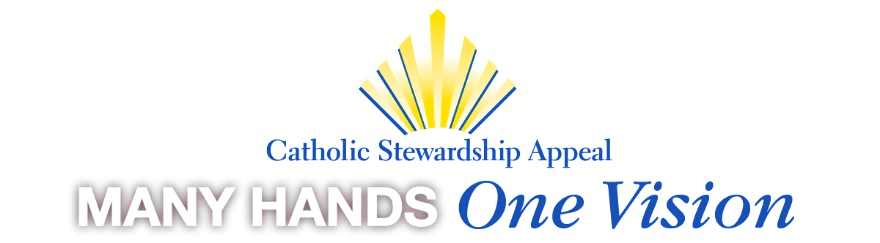 Catholic Stewardship Appeal
MANY HANDS One Vision